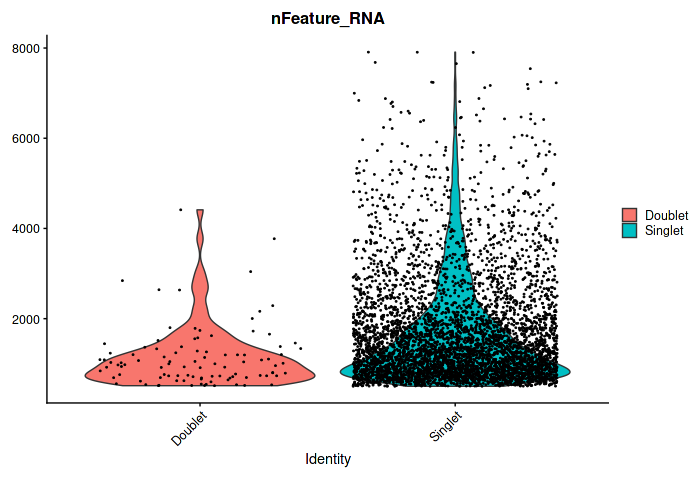 nFeature_RNA
8000
6000
4000
2000
Doublet
Singlet
Identity
Doublet
Singlet